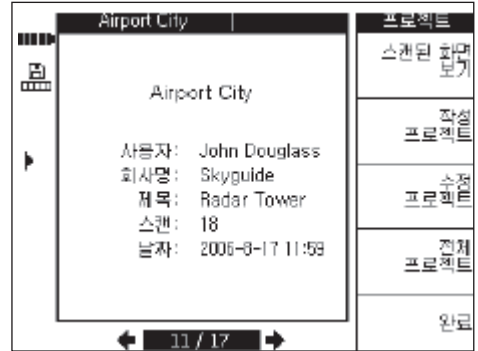 Airport City
프로젝트
스캔된 화면
보기
Airport City
작성
프로젝트
사용자: John Douglass
회사명: Skyguide
제목: Radar Tower
스캔: 18
날짜: 2006-8-17 11:59
수정
프로젝트
전체
프로젝트
완료
11 / 17